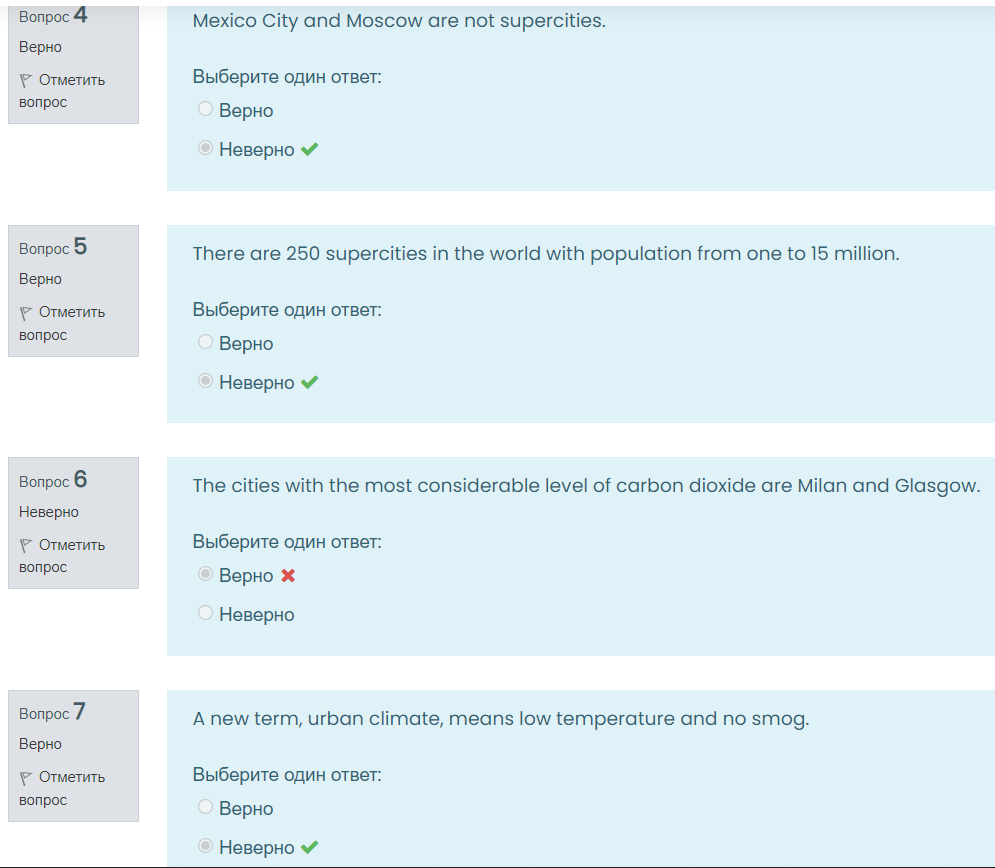 Вопрос 4
Верно
Отметить
вопрос
Mexico City and Moscow are not supercities.
Выберите один ответ:
Верно
Неверно
Вопрос 5
Верно
Отметить
вопрос
There are 250 supercities in the world with population from one to 15 million.
Выберите один ответ:
Верно
Неверно
Вопрос 6
Неверно
Отметить
вопрос
The cities with the most considerable level of carbon dioxide are Milan and Glasgow.
Выберите один ответ:
Верно
Неверно
Вопрос 7
Верно
Отметить
вопрос
A new term, urban climate, means low temperature and no smog.
Выберите один ответ:
Верно
Неверно